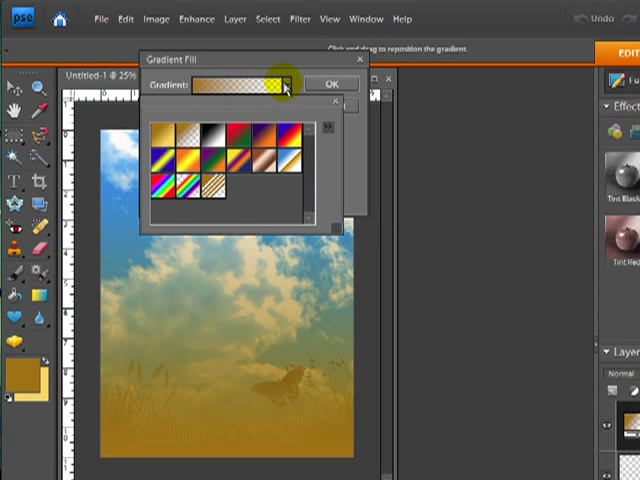 pse File Edit Image Enhance Layer Select Filter View Window Help Undo
Click and drag to reposition the gradient.
EDIT
Gradient Fill
Untitled-1 @ 25%
Gradient: OK
Effect
Tint Black
Tint Red
Layer
Normal